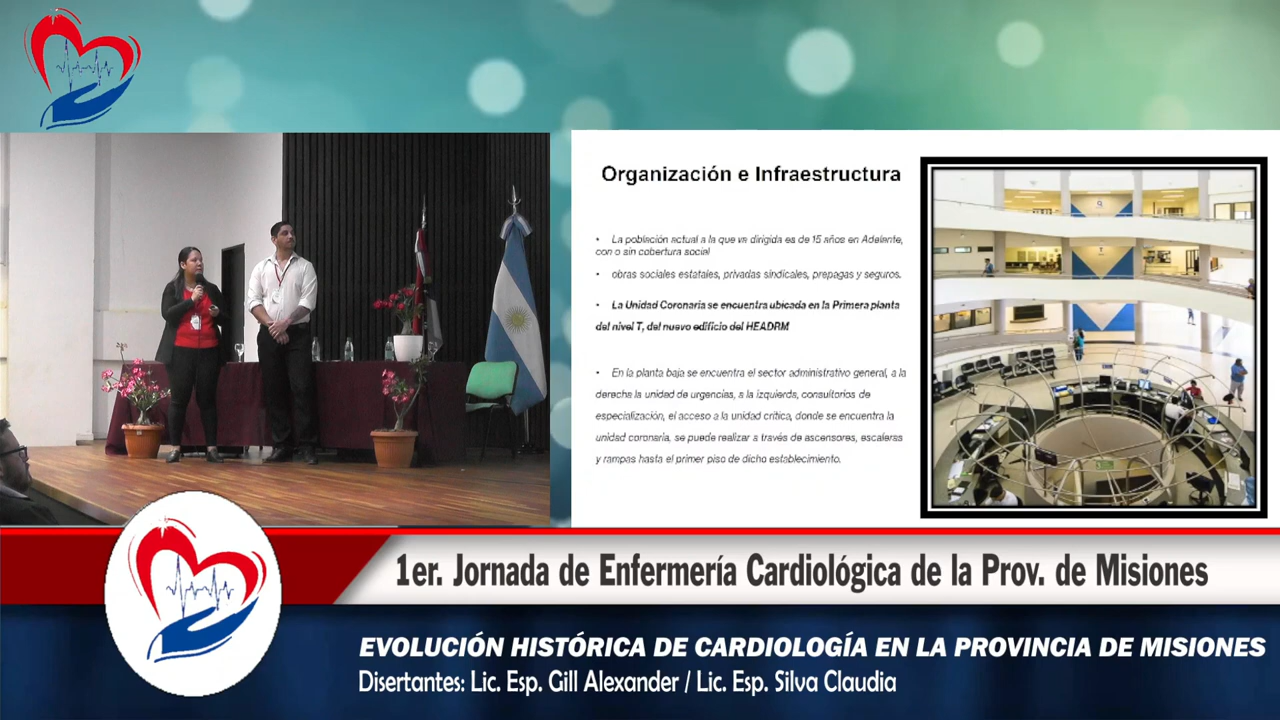 Organización e Infraestructura
• La población actual a la que va dirigida es de 15 años en Adelante,
con o sin cobertura social
• obras sociales estatales, privadas sindicales, prepagas y seguros.
• La Unidad Coronaria se encuentra ubicada en la Primera planta
del nivel T, del nuevo edificio del HEADRM
• En la planta baja se encuentra el sector administrativo general, a la
derecha la unidad de urgencias, a la izquierda, consultorios de
especialización, el acceso a la unidad crítica, donde se encuentra la
unidad coronaria, se puede realizar a través de ascensores, escaleras
y rampas hasta el primer piso de dicho establecimiento.
1er. Jornada de Enfermería Cardiológica de la Prov. de Misiones
EVOLUCIÓN HISTÓRICA DE CARDIOLOGÍA EN LA PROVINCIA DE MISIONES
Disertantes: Lic. Esp. Gill Alexander / Lic. Esp. Silva Claudia